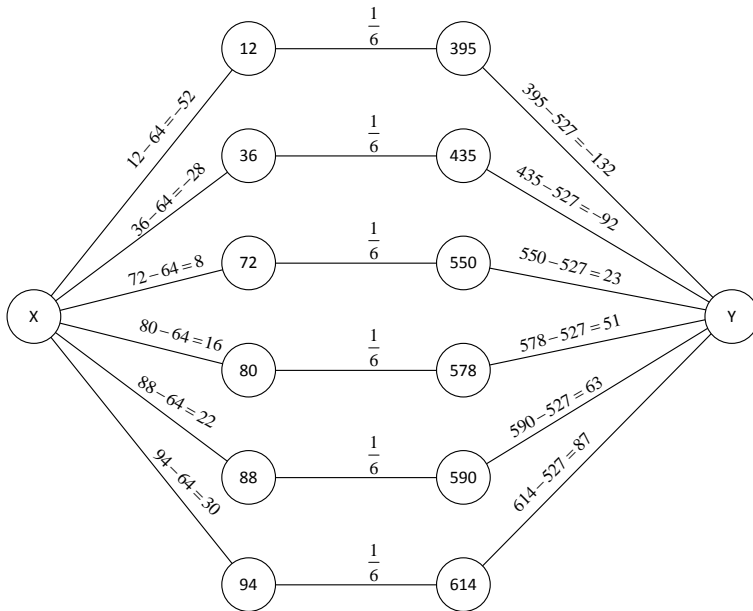 12 1/6 395
12–64=–52
395–527=–132
36 1/6 435
36–64=–28
435–527=–92
72 1/6 550
72–64=8
550–527=23
X
Y
80–64=16
578–527=51
80 1/6 578
88–64=22
590–527=63
88 1/6 590
94–64=30
614–527=87
94 1/6 614